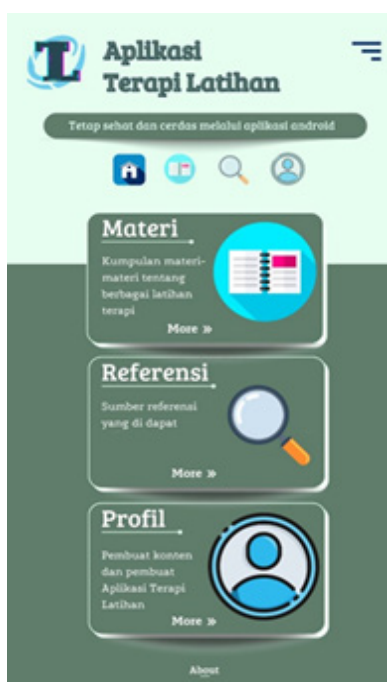 TL
Aplikasi
Terapi Latihan
Tetap sehat dan cerdas melalui aplikasi android
Materi
Kumpulan materi-
materi tentang
berbagai latihan
terapi
More »
Referensi
Sumber referensi
yang di dapat
More »
Profil
Pembuat konten
dan pembuat
Aplikasi Terapi
Latihan
More »
About